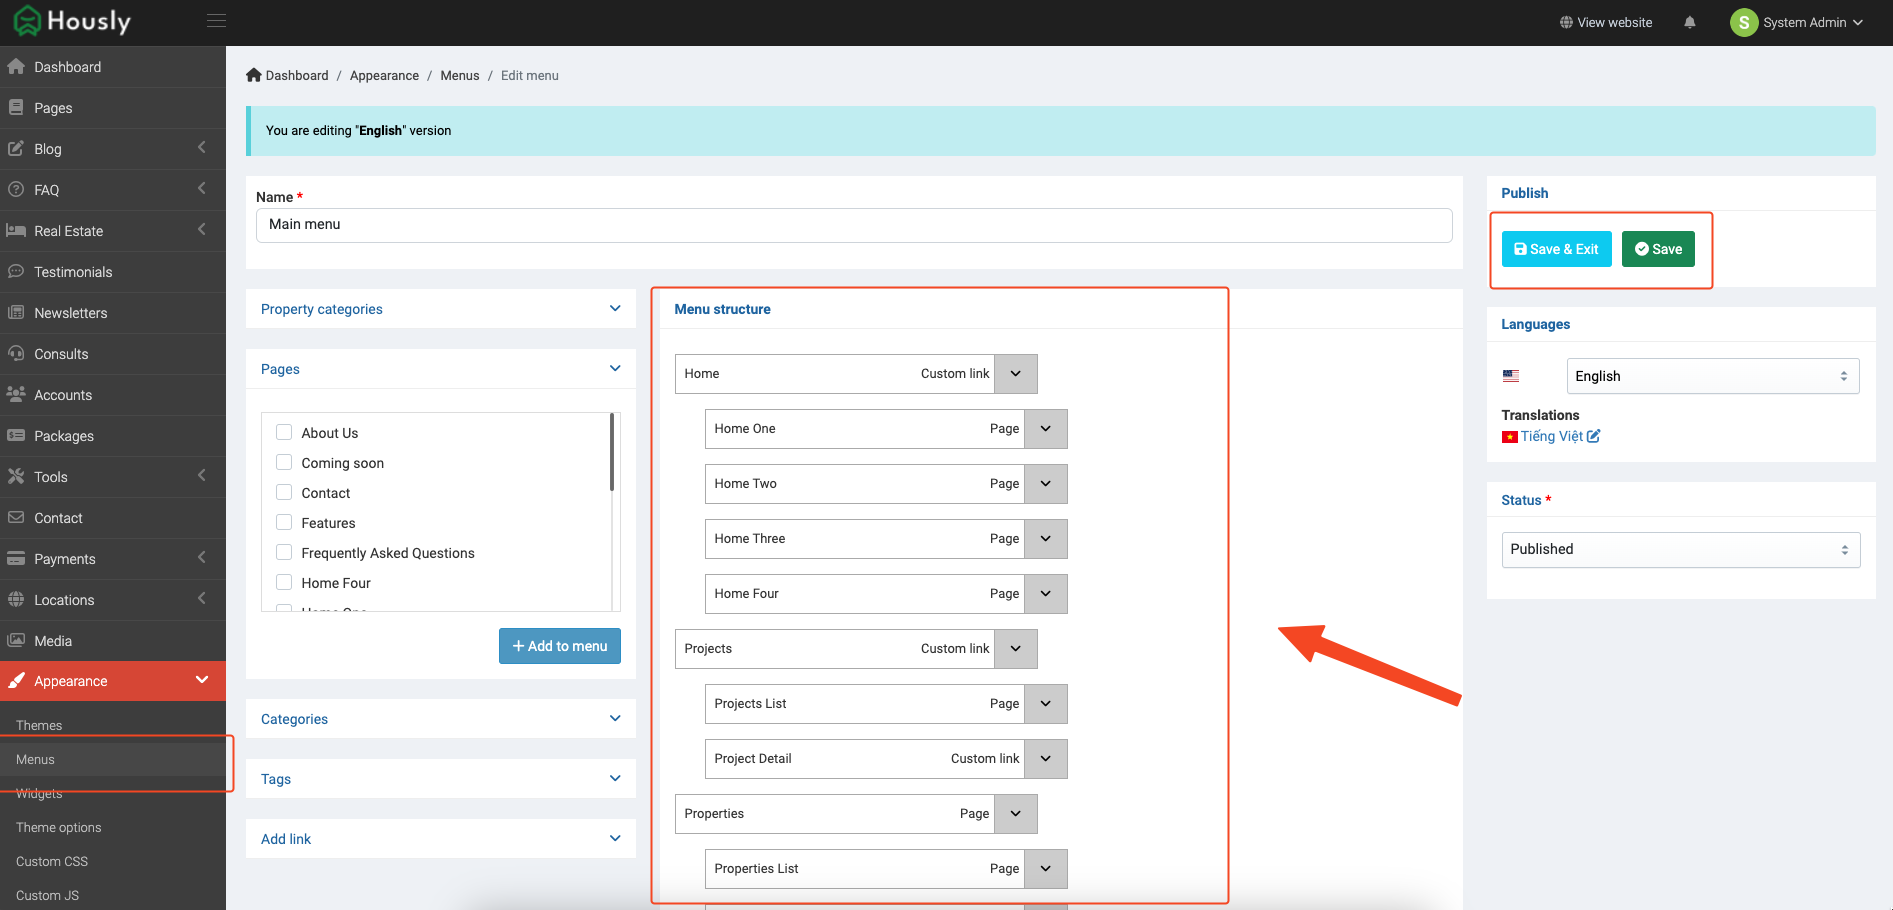 Hously
View website
S
System Admin
Dashboard
Pages
Blog
FAQ
Real Estate
Testimonials
Newsletters
Consults
Accounts
Packages
Tools
Contact
Payments
Locations
Media
Appearance
Themes
Menus
Widgets
Theme options
Custom CSS
Custom JS
Dashboard / Appearance / Menus / Edit menu
You are editing "English" version
Name *
Main menu
Property categories
Pages
About Us
Coming soon
Contact
Features
Frequently Asked Questions
Home Four
Home One
+ Add to menu
Categories
Tags
Add link
Menu structure
Home Custom link
Home One Page
Home Two Page
Home Three Page
Home Four Page
Projects Custom link
Projects List Page
Project Detail Custom link
Properties Page
Properties List Page
Publish
Save & Exit
Save
Languages
English
Translations
Tiếng Việt
Status *
Published